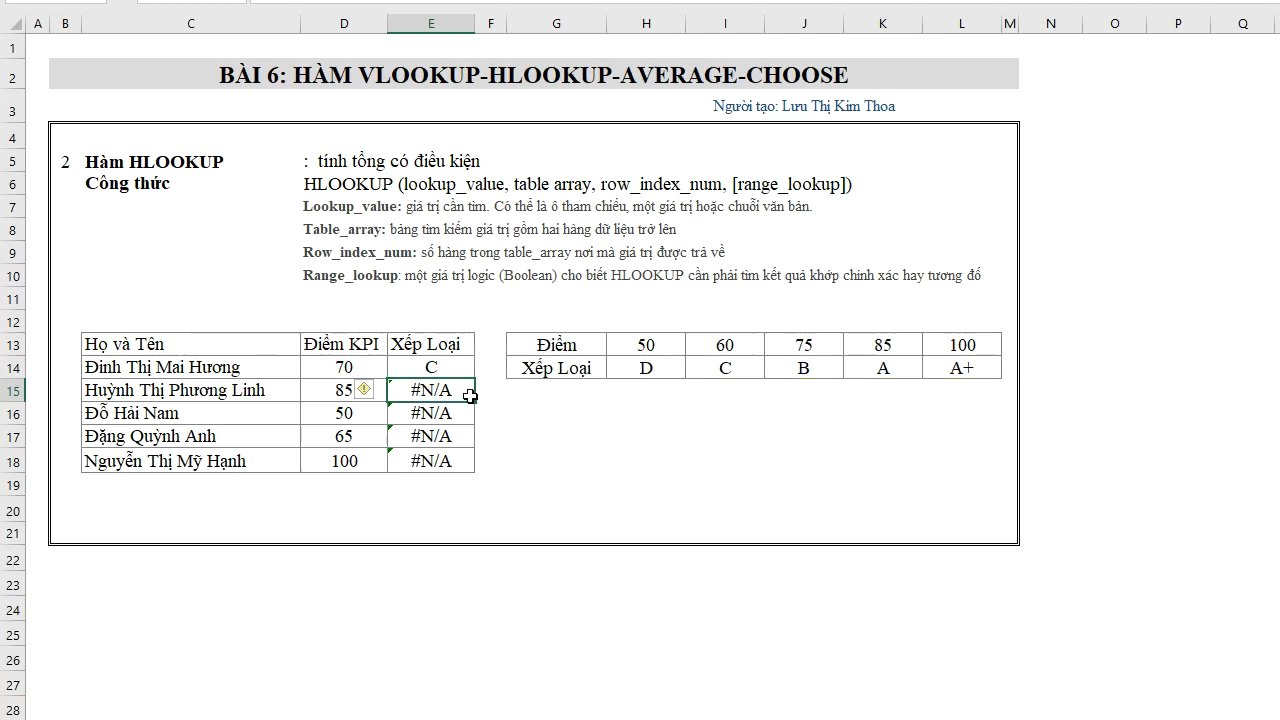 A B C D E F G H I J K L M N O P Q
1
2 BÀI 6: HÀM VLOOKUP-HLOOKUP-AVERAGE-CHOOSE
3 Người tạo: Lưu Thị Kim Thoa
4
5 2 Hàm HLOOKUP : tính tổng có điều kiện
6 Công thức HLOOKUP (lookup_value, table array, row_index_num, [range_lookup])
7 Lookup_value: giá trị cần tìm. Có thể là ô tham chiếu, một giá trị hoặc chuỗi văn bản.
8 Table_array: bảng tìm kiếm giá trị gồm hai hàng dữ liệu trở lên
9 Row_index_num: số hàng trong table_array nơi mà giá trị được trả về
10 Range_lookup: một giá trị logic (Boolean) cho biết HLOOKUP cần phải tìm kết quả khớp chính xác hay tương đố
11
12
13 Họ và Tên Điểm KPI Xếp Loại Điểm 50 60 75 85 100
14 Đinh Thị Mai Hương 70 C Xếp Loại D C B A A+
15 Huỳnh Thị Phương Linh 85 #N/A
16 Đỗ Hải Nam 50 #N/A
17 Đặng Quỳnh Anh 65 #N/A
18 Nguyễn Thị Mỹ Hạnh 100 #N/A
19
20
21
22
23
24
25
26
27
28